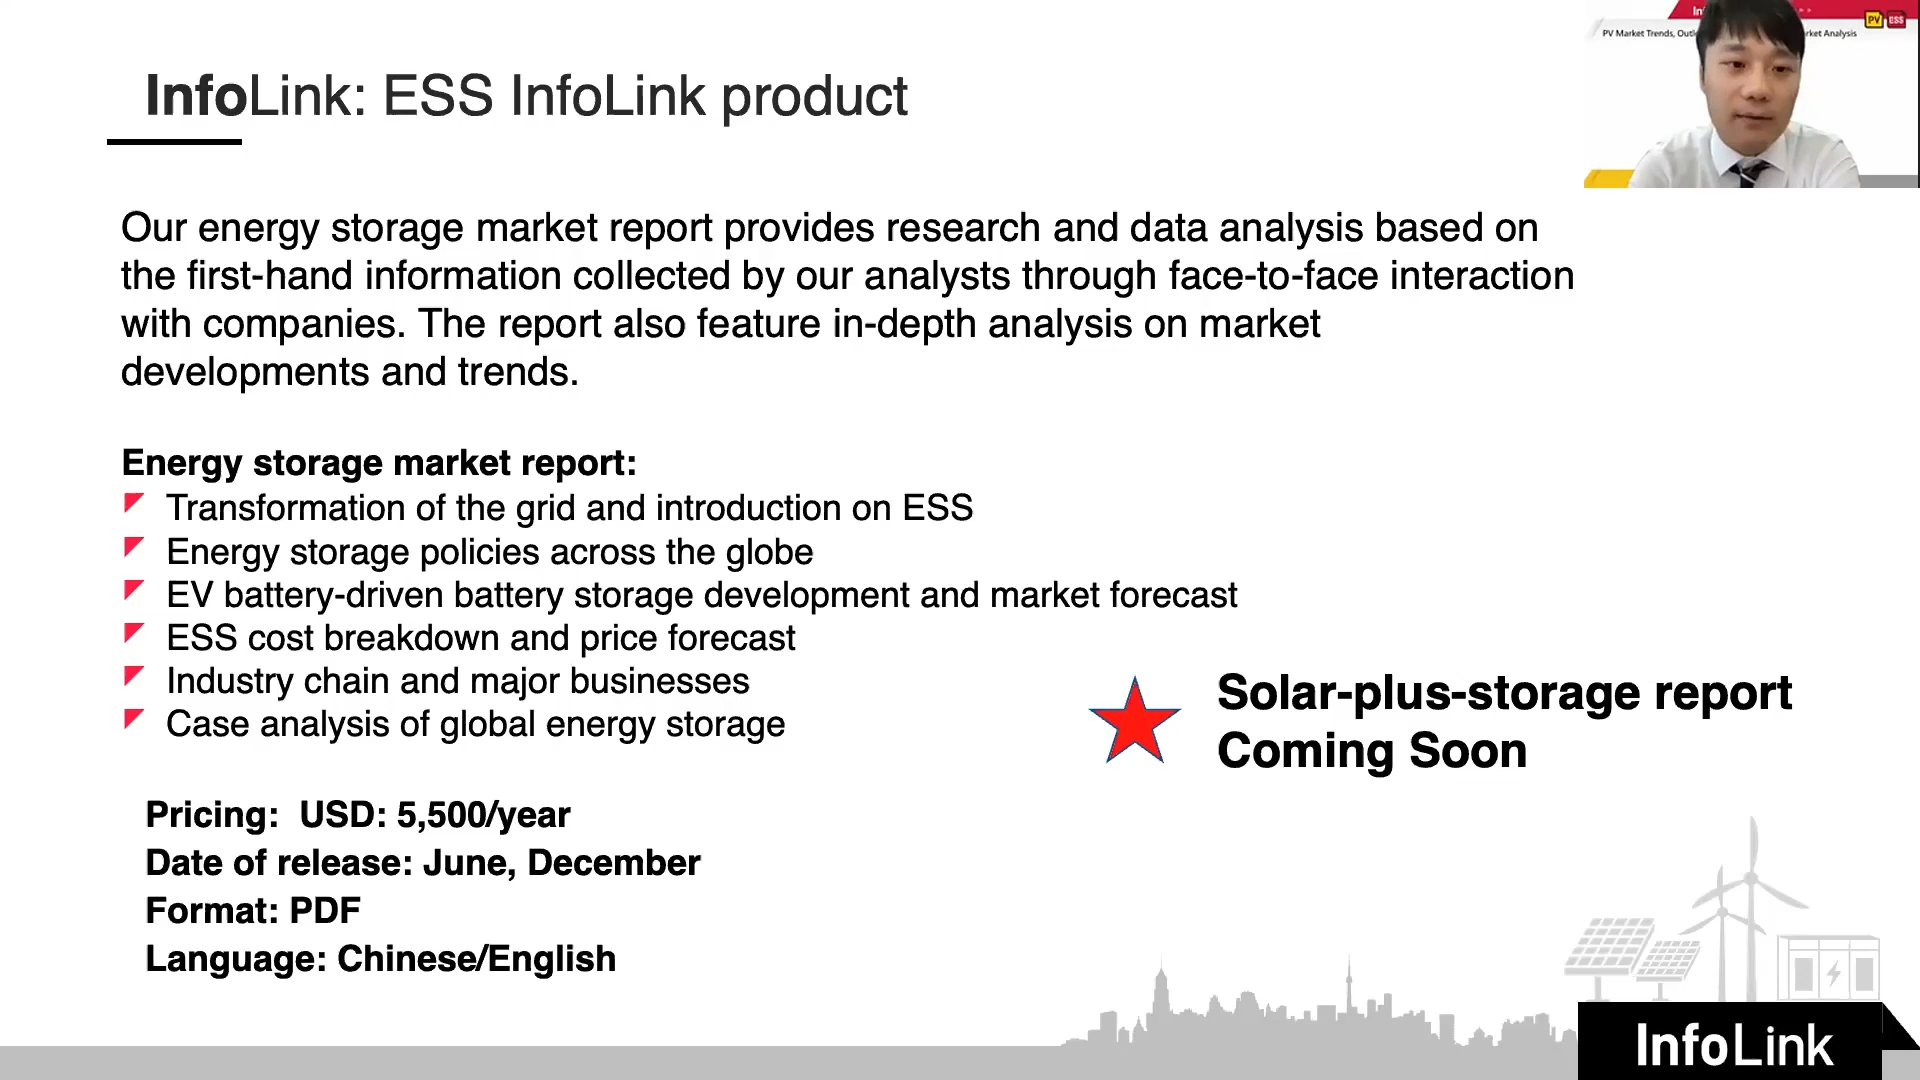 InfoLink: ESS InfoLink product
PV Market Trends, Outl
rket Analysis
PV
ESS
Our energy storage market report provides research and data analysis based on
the first-hand information collected by our analysts through face-to-face interaction
with companies. The report also feature in-depth analysis on market
developments and trends.
Energy storage market report:
Transformation of the grid and introduction on ESS
Energy storage policies across the globe
EV battery-driven battery storage development and market forecast
ESS cost breakdown and price forecast
Industry chain and major businesses
Case analysis of global energy storage
Solar-plus-storage report
Coming Soon
Pricing:  USD: 5,500/year
Date of release: June, December
Format: PDF
Language: Chinese/English
InfoLink